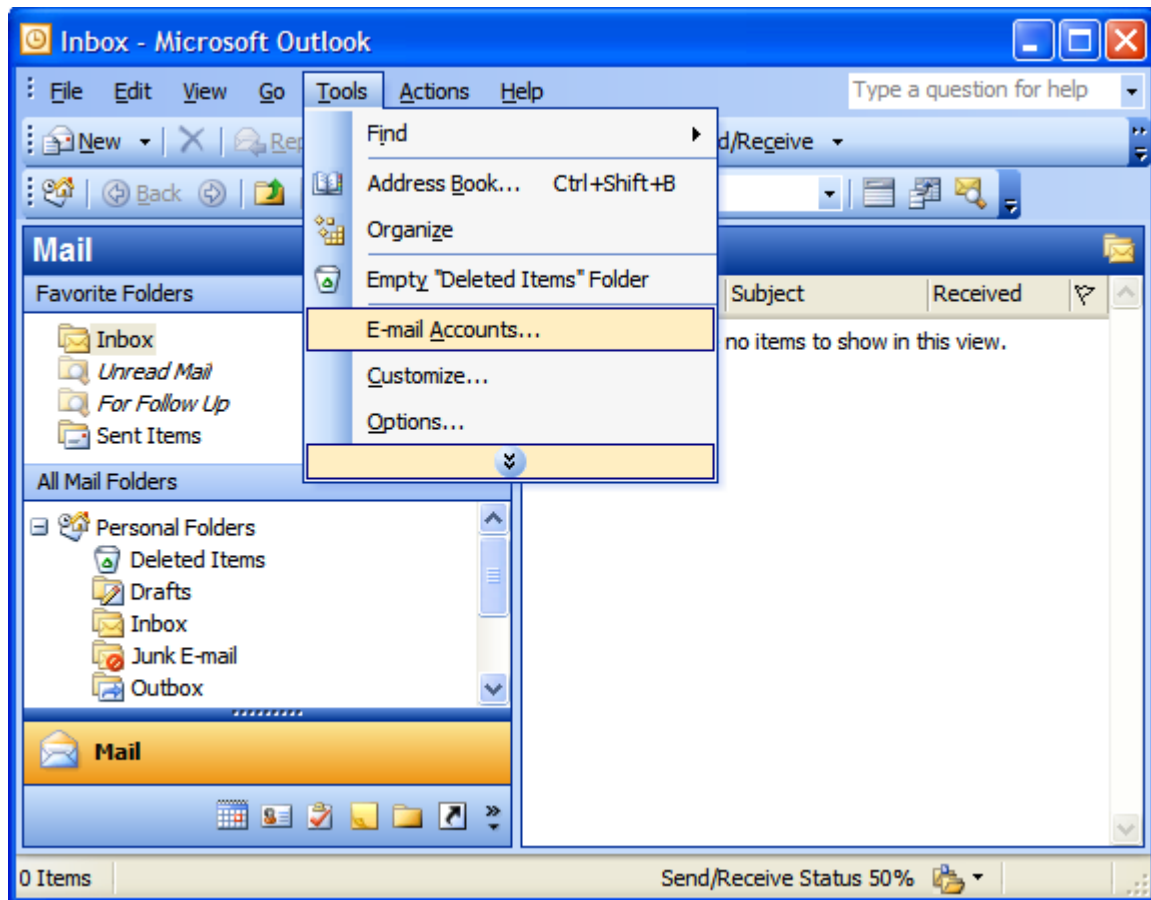 Inbox - Microsoft Outlook
File Edit View Go Tools Actions Help Type a question for help
New Rep d/Receive
Back
Find
Address Book... Ctrl+Shift+B
Organize
Empty "Deleted Items" Folder
E-mail Accounts...
Customize...
Options...
Mail
Favorite Folders
Inbox
Unread Mail
For Follow Up
Sent Items
All Mail Folders
Personal Folders
Deleted Items
Drafts
Inbox
Junk E-mail
Outbox
Mail
Subject Received
no items to show in this view.
0 Items Send/Receive Status 50%